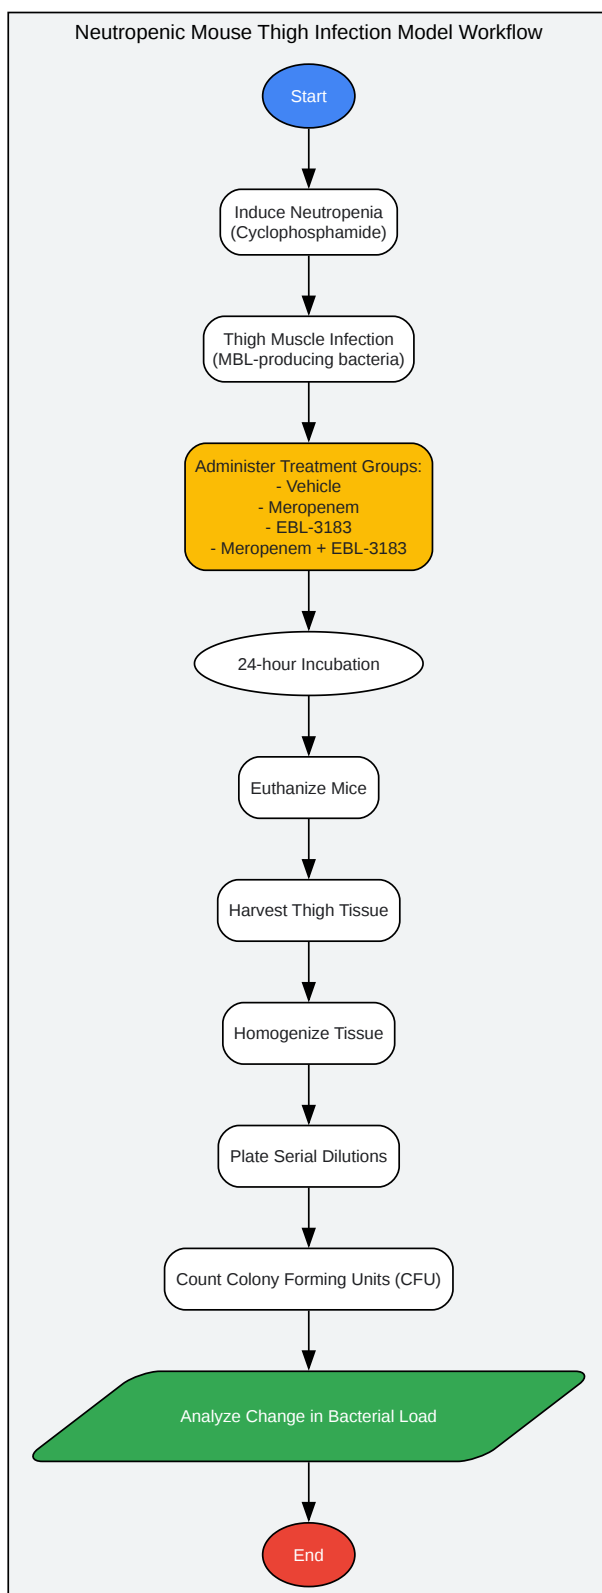 Neutropenic Mouse Thigh Infection Model Workflow
Start
Induce Neutropenia
(Cyclophosphamide)
Thigh Muscle Infection
(MBL-producing bacteria)
Administer Treatment Groups:
- Vehicle
- Meropenem
- EBL-3183
- Meropenem + EBL-3183
24-hour Incubation
Euthanize Mice
Harvest Thigh Tissue
Homogenize Tissue
Plate Serial Dilutions
Count Colony Forming Units (CFU)
Analyze Change in Bacterial Load
End